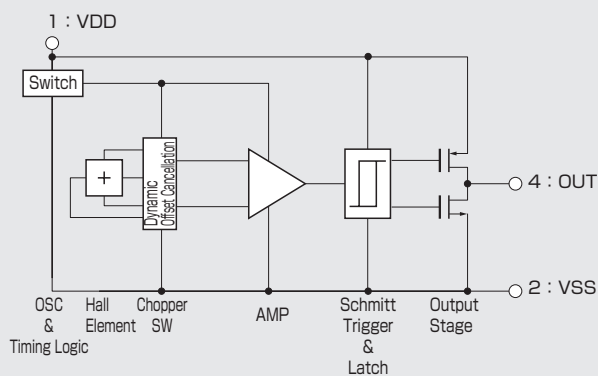 1 : VDD
Switch
+
Dynamic
Offset Cancellation
4 : OUT
2 : VSS
OSC
&
Timing Logic
Hall
Element
Chopper
SW
AMP
Schmitt
Trigger
&
Latch
Output
Stage